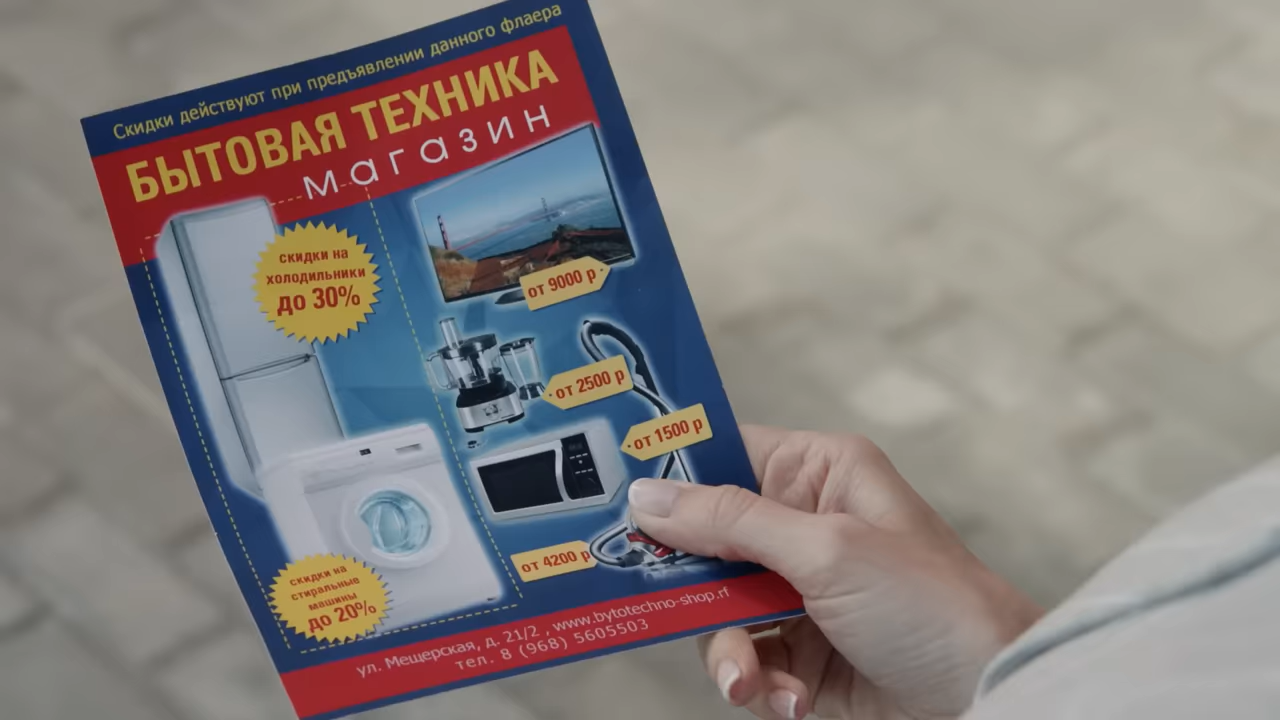 Скидки действуют при предъявлении данного флаера
БЫТОВАЯ ТЕХНИКА
магазин
скидки на
холодильники
до 30%
от 9000 р
от 2500 р
от 1500 р
от 4200 р
скидки на
стиральные
машины
до 20%
ул. Мещерская, д. 21/2 , www.bytotechno-shop.rf
тел. 8 (968) 5605503